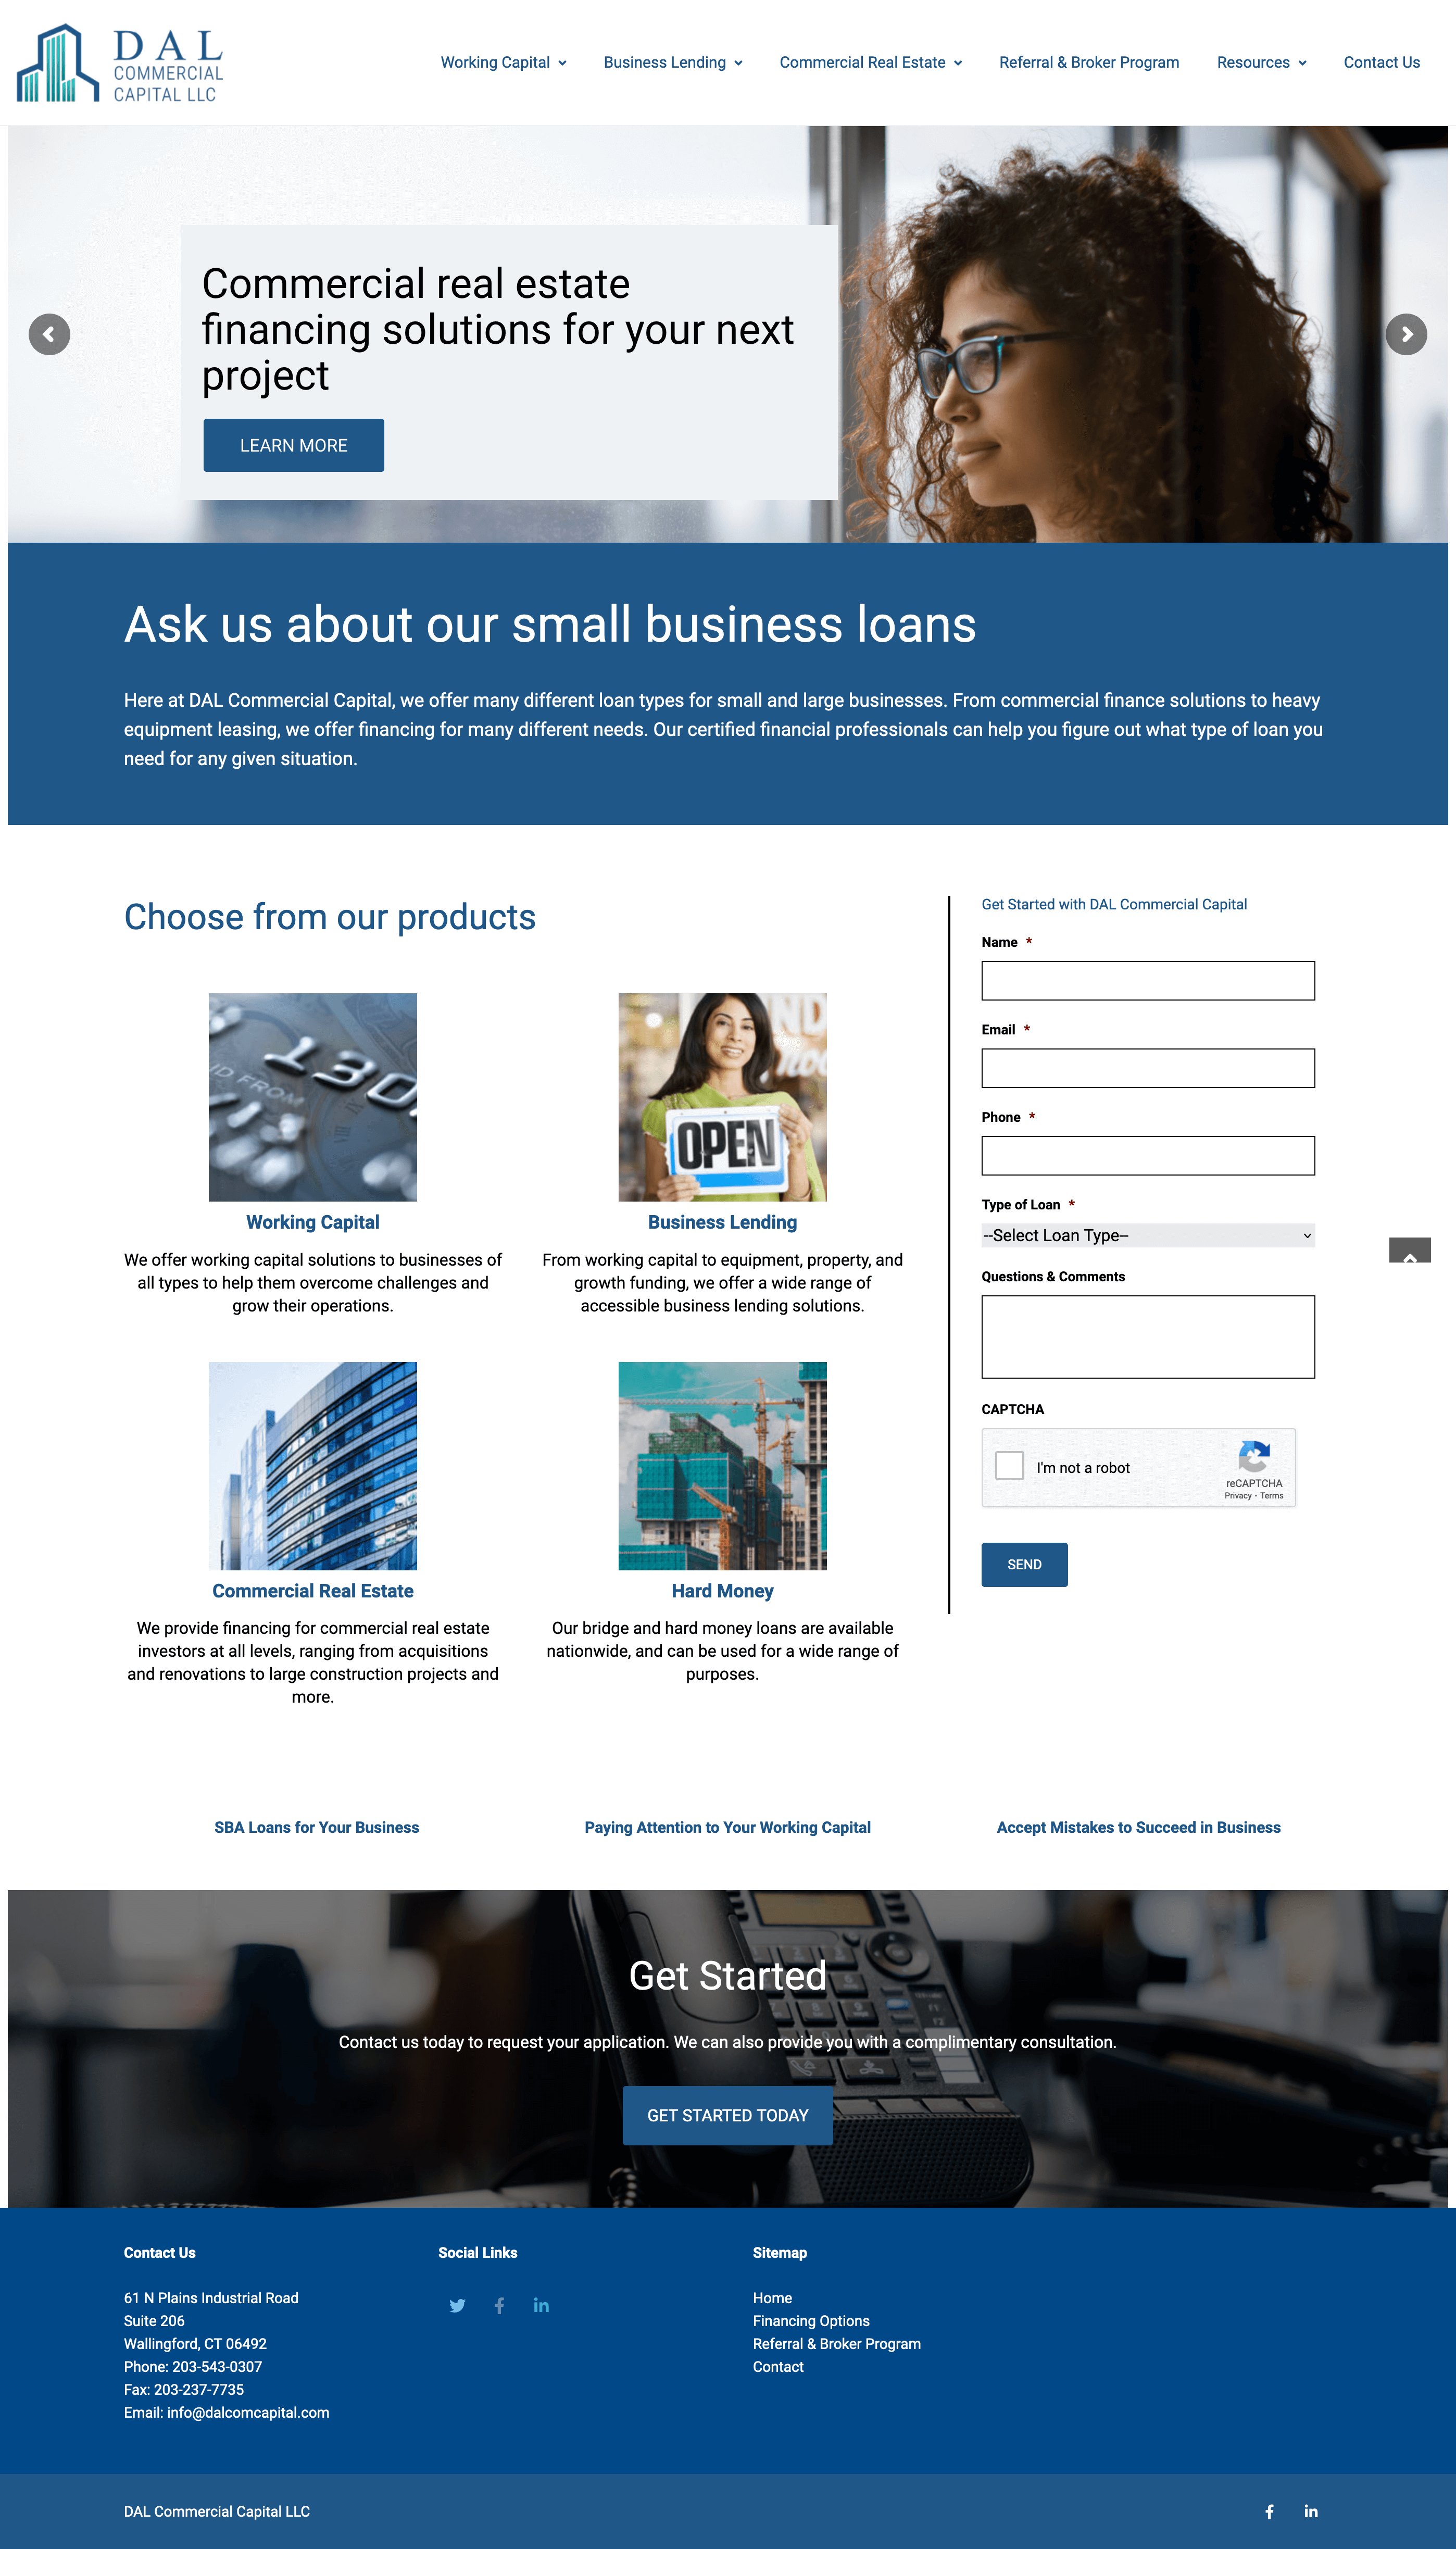 DAL
COMMERCIAL
CAPITAL LLC
Working Capital
Business Lending
Commercial Real Estate
Referral & Broker Program
Resources
Contact Us
Commercial real estate
financing solutions for your next
project
LEARN MORE
Ask us about our small business loans
Here at DAL Commercial Capital, we offer many different loan types for small and large businesses. From commercial finance solutions to heavy
equipment leasing, we offer financing for many different needs. Our certified financial professionals can help you figure out what type of loan you
need for any given situation.
Choose from our products
130
ID FROM
Working Capital
We offer working capital solutions to businesses of
all types to help them overcome challenges and
grow their operations.
OPEN
Business Lending
From working capital to equipment, property, and
growth funding, we offer a wide range of
accessible business lending solutions.
Commercial Real Estate
We provide financing for commercial real estate
investors at all levels, ranging from acquisitions
and renovations to large construction projects and
more.
Hard Money
Our bridge and hard money loans are available
nationwide, and can be used for a wide range of
purposes.
Get Started with DAL Commercial Capital
Name *
Email *
Phone *
Type of Loan *
--Select Loan Type--
Questions & Comments
CAPTCHA
I'm not a robot
reCAPTCHA
Privacy - Terms
SEND
SBA Loans for Your Business
Paying Attention to Your Working Capital
Accept Mistakes to Succeed in Business
Get Started
Contact us today to request your application. We can also provide you with a complimentary consultation.
GET STARTED TODAY
Contact Us
61 N Plains Industrial Road
Suite 206
Wallingford, CT 06492
Phone: 203-543-0307
Fax: 203-237-7735
Email: info@dalcomcapital.com
Social Links
Sitemap
Home
Financing Options
Referral & Broker Program
Contact
DAL Commercial Capital LLC